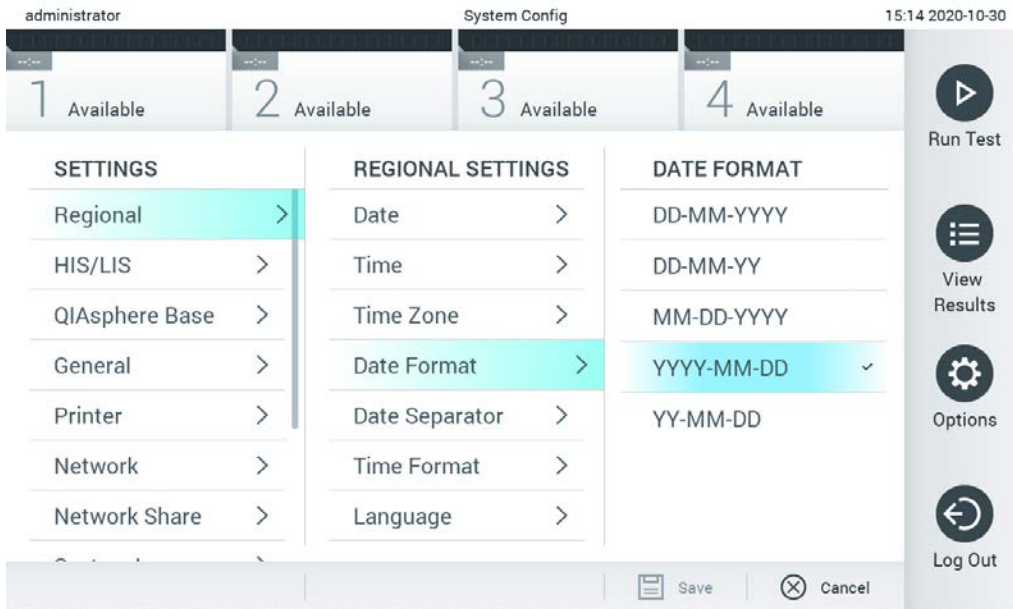 administrator
System Config
15:14 2020-10-30
--:--
--:--
--:--
--:--
1 Available
2 Available
3 Available
4 Available
Run Test
View
Results
Options
Log Out
SETTINGS
Regional
HIS/LIS
QIAsphere Base
General
Printer
Network
Network Share
REGIONAL SETTINGS
Date
Time
Time Zone
Date Format
Date Separator
Time Format
Language
DATE FORMAT
DD-MM-YYYY
DD-MM-YY
MM-DD-YYYY
YYYY-MM-DD
YY-MM-DD
Save
Cancel